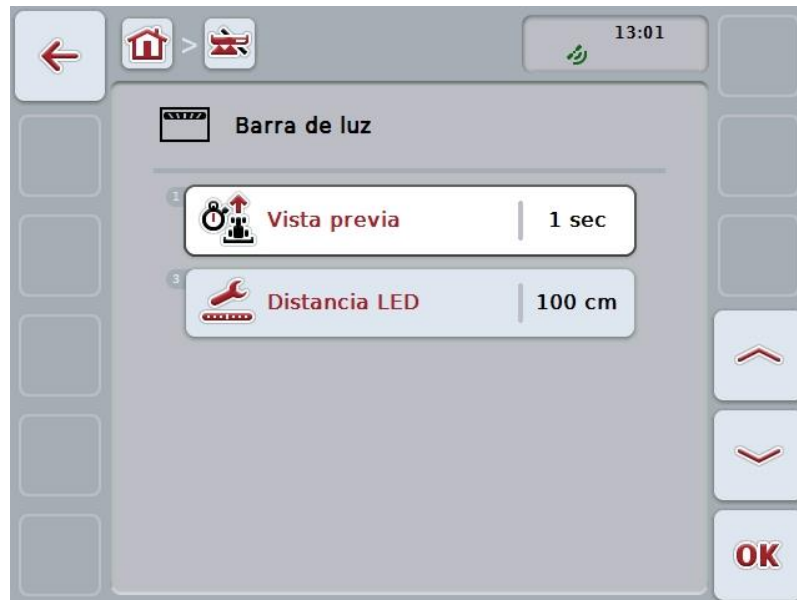 >
13:01
Barra de luz
1
Vista previa
1 sec
3
Distancia LED
100 cm
OK